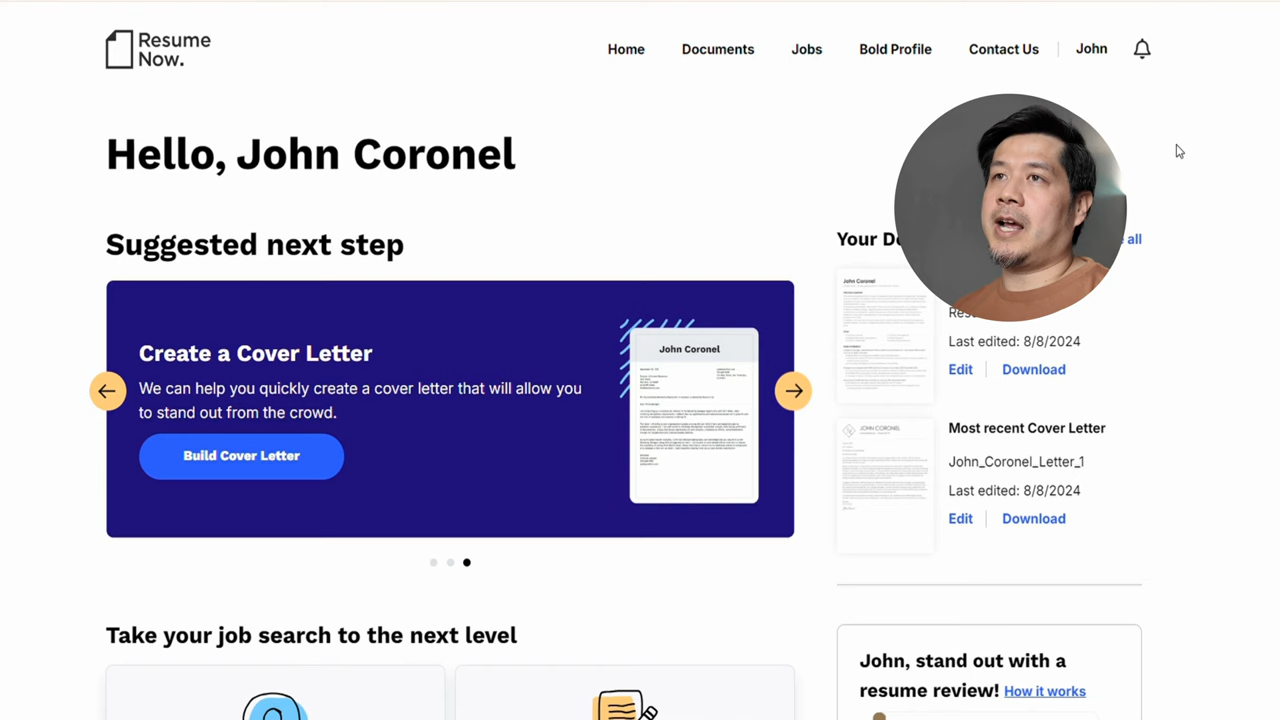 Resume
Now.
Home
Documents
Jobs
Bold Profile
Contact Us
John
Hello, John Coronel
Suggested next step
Create a Cover Letter
We can help you quickly create a cover letter that will allow you
to stand out from the crowd.
Build Cover Letter
John Coronel
Your Do
all
John Coronel
Last edited: 8/8/2024
Edit
Download
JOHN CORONEL
Most recent Cover Letter
John_Coronel_Letter_1
Last edited: 8/8/2024
Edit
Download
Take your job search to the next level
John, stand out with a
resume review! How it works